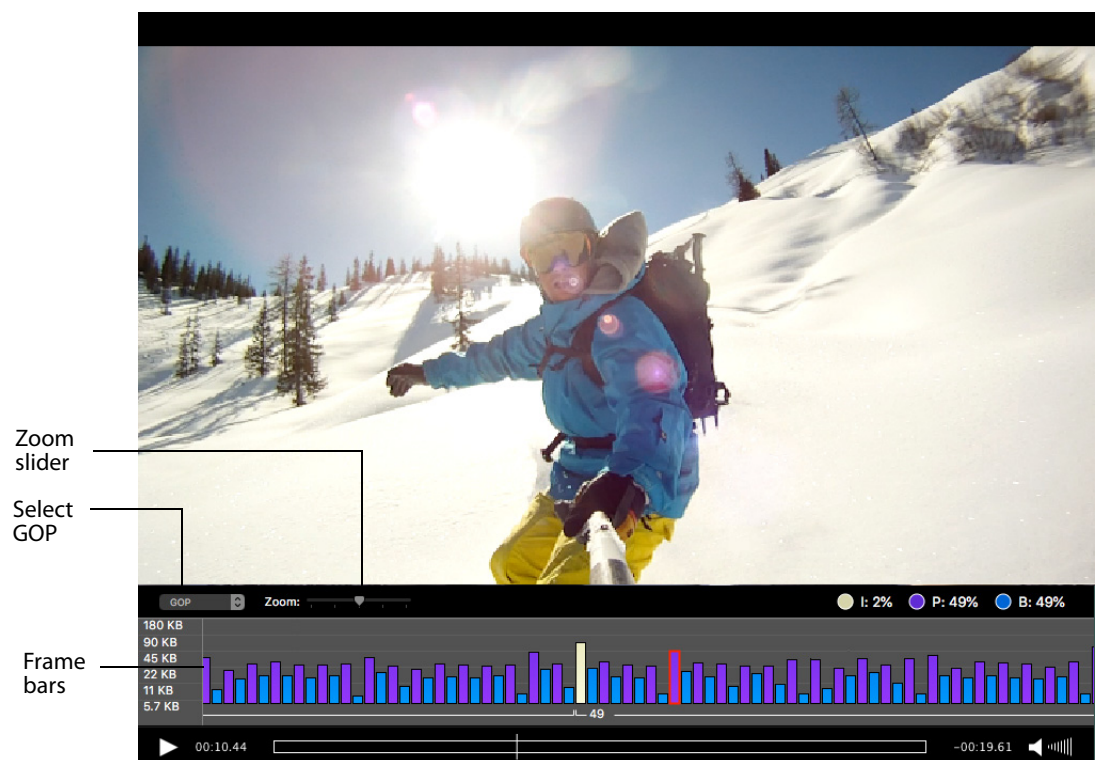 Zoom
slider
Select
GOP
GOP
Zoom:
I: 2% P: 49% B: 49%
180 KB
90 KB
45 KB
22 KB
11 KB
5.7 KB
Frame
bars
49
00:10.44
-00:19.61